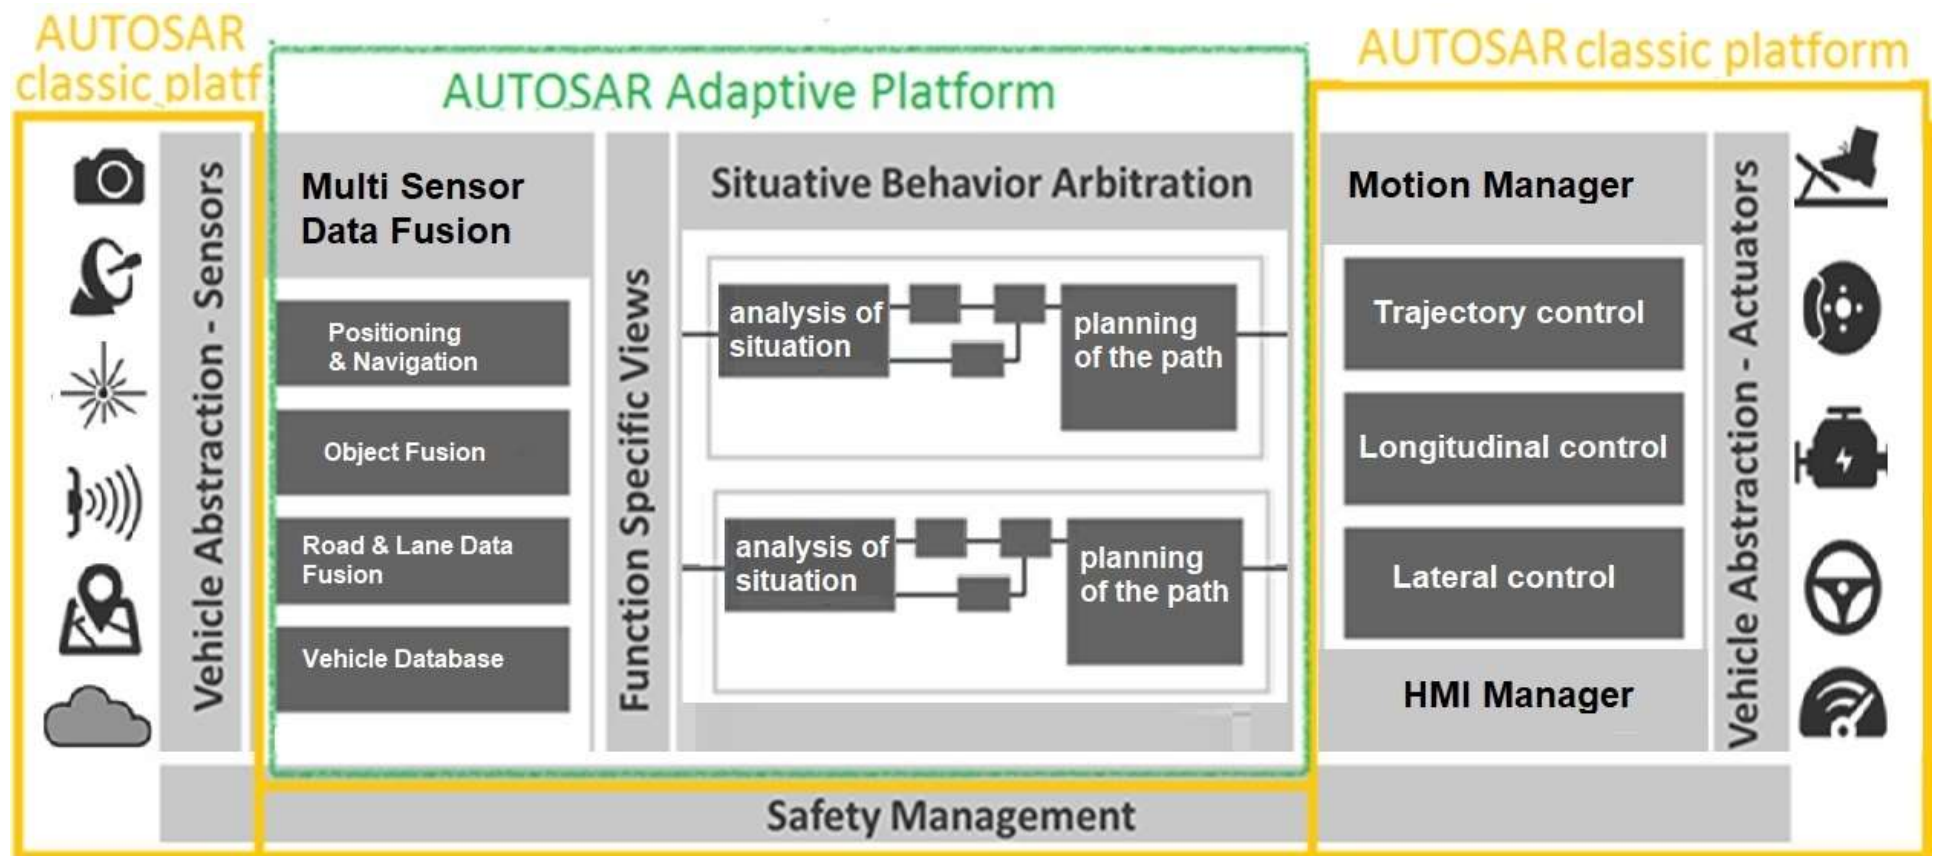 AUTOSAR
classic platf
AUTOSAR Adaptive Platform
AUTOSAR classic platform
Vehicle Abstraction - Sensors
Multi Sensor
Data Fusion
Positioning
& Navigation
Object Fusion
Road & Lane Data
Fusion
Vehicle Database
Function Specific Views
Situative Behavior Arbitration
analysis of
situation
planning
of the path
analysis of
situation
planning
of the path
Motion Manager
Trajectory control
Longitudinal control
Lateral control
HMI Manager
Vehicle Abstraction - Actuators
Safety Management